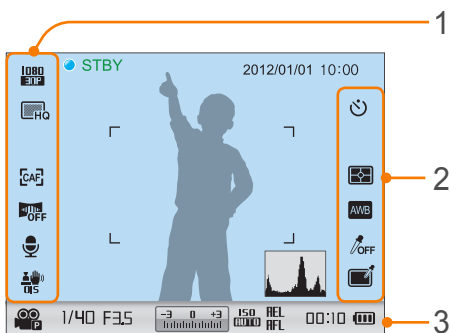 1
1080
30P
STBY
2012/01/01 10:00
HQ
CAF
OFF
2
AWB
OFF
OIS
P
1/40 F3.5
-3 0 +3
ISO
AUTO
AEL
AFL
00:10
3